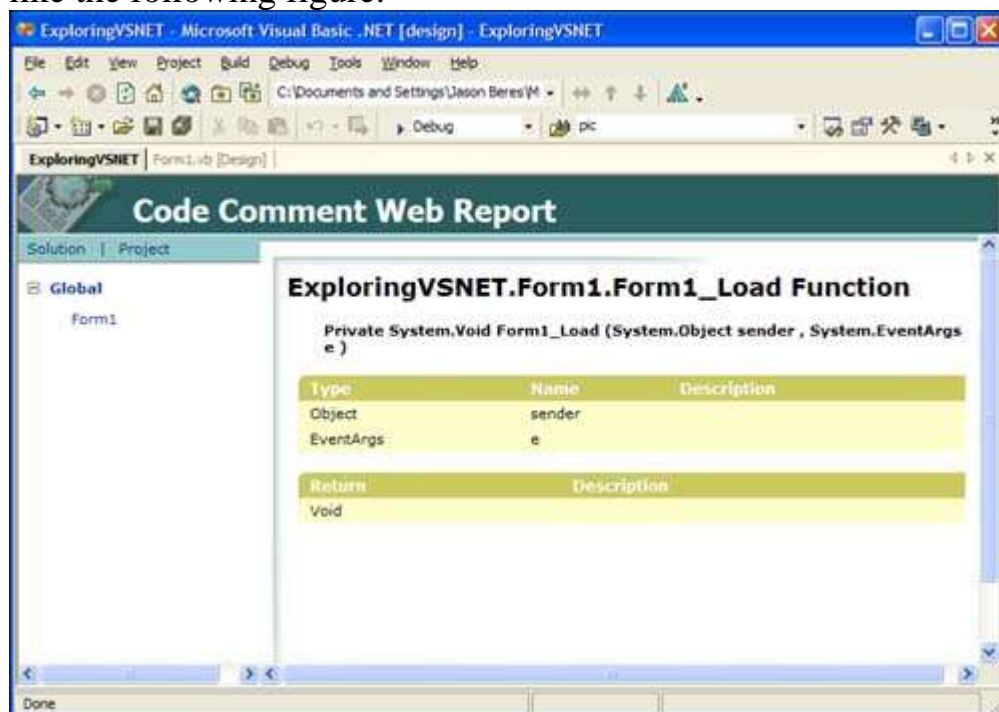 like the following figure.
ExploringVSNET - Microsoft Visual Basic .NET [design] - ExploringVSNET
File Edit View Project Build Debug Tools Window Help
C:\Documents and Settings\Jason Beres\M
Debug pic
ExploringVSNET Form1.vb [Design]
Code Comment Web Report
Solution | Project
Global
Form1
ExploringVSNET.Form1.Form1_Load Function
Private System.Void Form1_Load (System.Object sender , System.EventArgs
e )
Type Name Description
Object sender
EventArgs e
Return Description
Void
Done